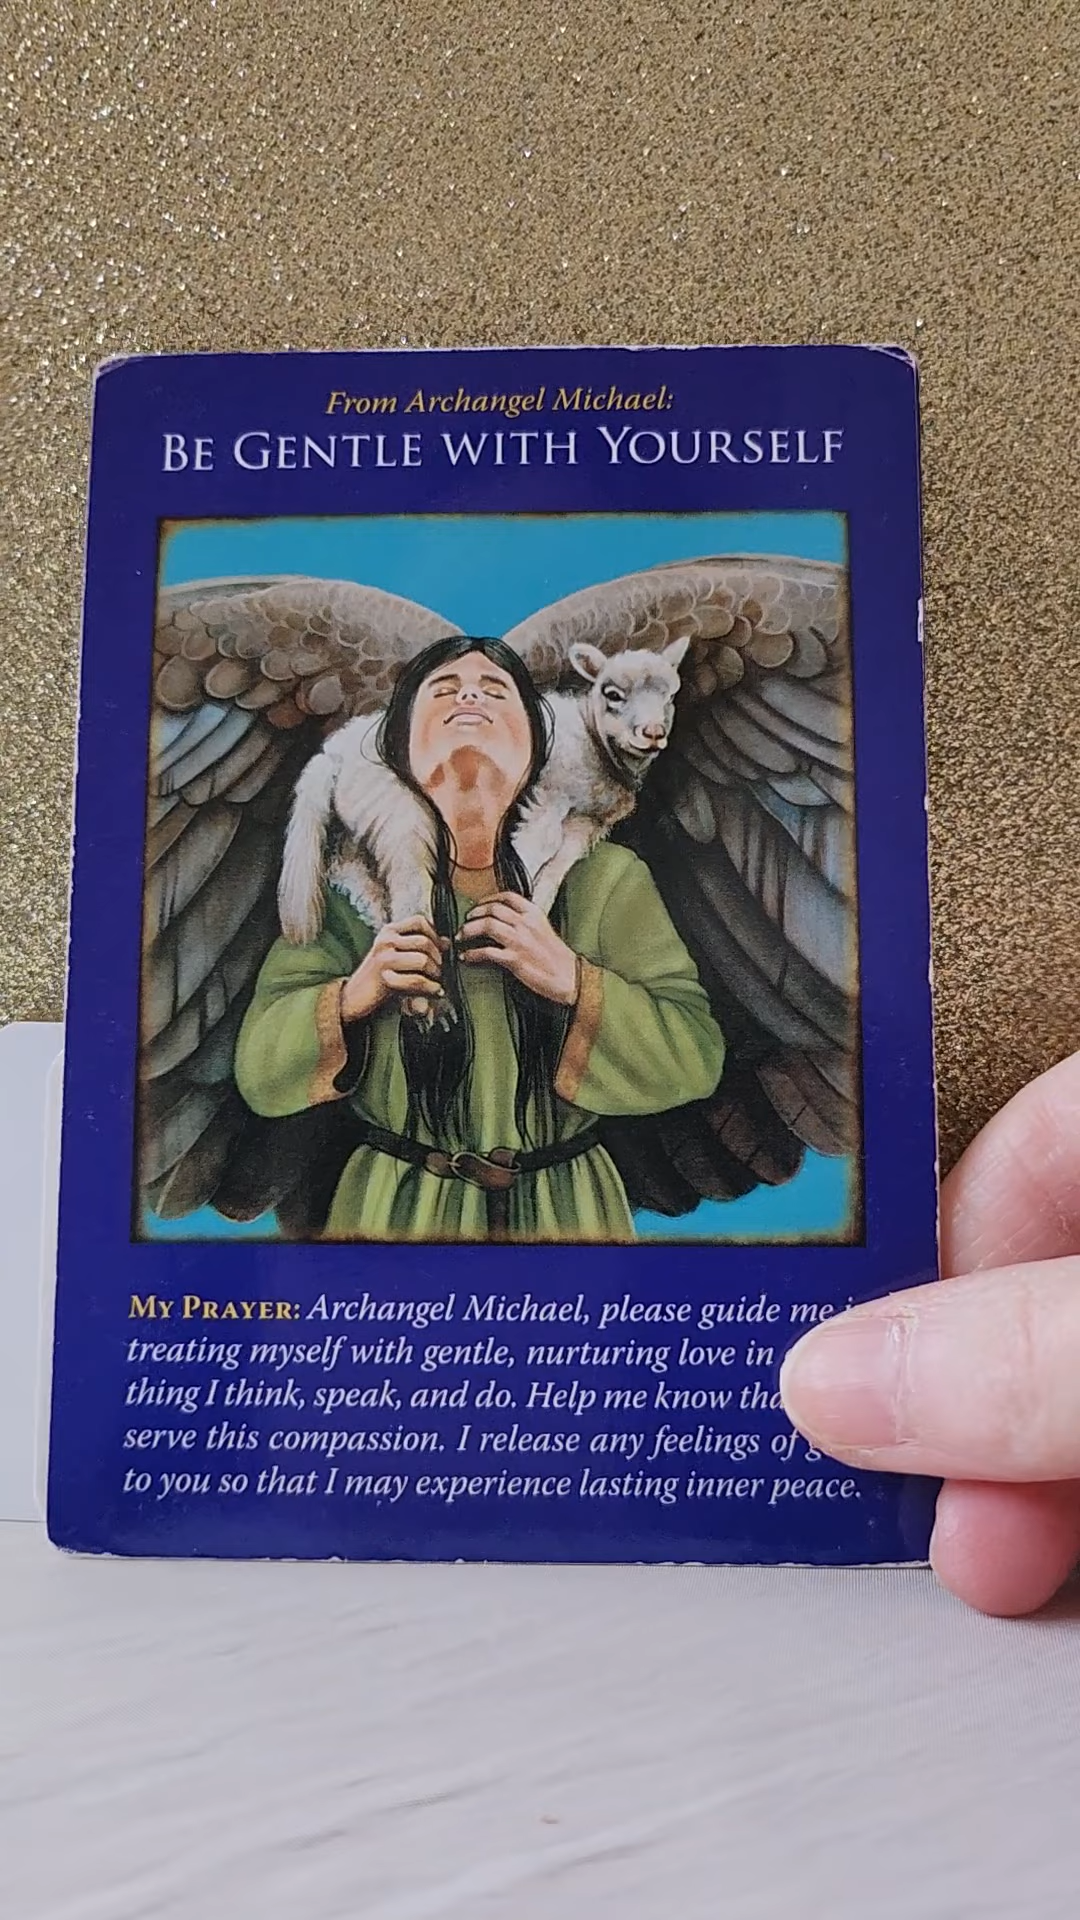 From Archangel Michael:
BE GENTLE WITH YOURSELF
MY PRAYER: Archangel Michael, please guide me
treating myself with gentle, nurturing love in
thing I think, speak, and do. Help me know
serve this compassion. I release any feelings of
to you so that I may experience lasting inner peace.